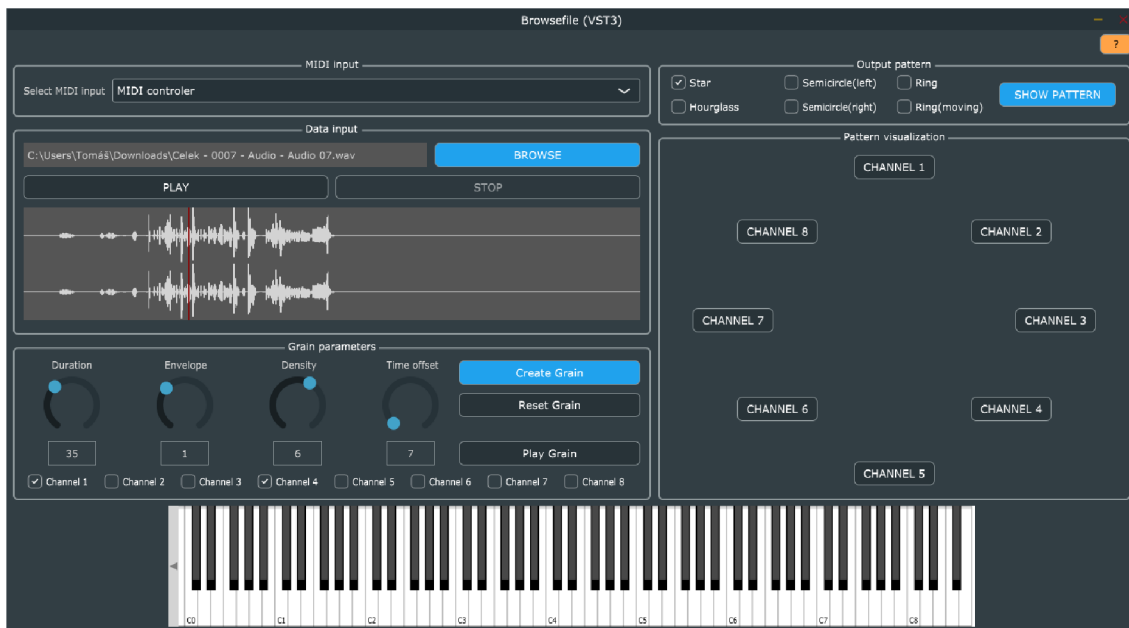 Browsefile (VST3)
?
MIDI input
Select MIDI input MIDI controler
Data input
C:\Users\Tomáš\Downloads\Celek - 0007 - Audio - Audio 07.wav BROWSE
PLAY STOP
Grain parameters
Duration Envelope Density Time offset
Create Grain
Reset Grain
35 1 6 7 Play Grain
Channel 1 Channel 2 Channel 3 Channel 4 Channel 5 Channel 6 Channel 7 Channel 8
Output pattern
Star Semicircle(left) Ring
SHOW PATTERN
Hourglass Semicircle(right) Ring(moving)
Pattern visualization
CHANNEL 1
CHANNEL 8 CHANNEL 2
CHANNEL 7 CHANNEL 3
CHANNEL 6 CHANNEL 4
CHANNEL 5
C0 C1 C2 C3 C4 C5 C6 C7 C8